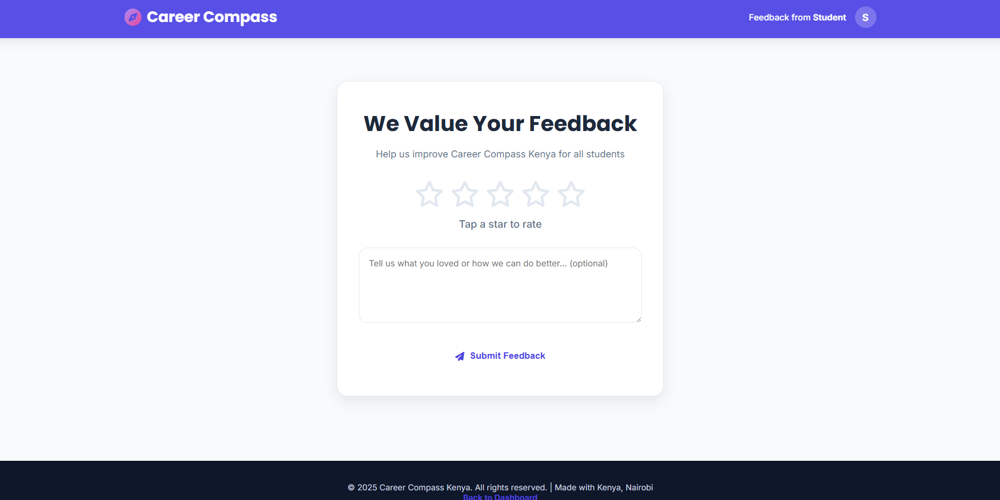 Career Compass
Feedback from Student
S
We Value Your Feedback
Help us improve Career Compass Kenya for all students
Tap a star to rate
Tell us what you loved or how we can do better... (optional)
Submit Feedback
© 2025 Career Compass Kenya. All rights reserved. | Made with Kenya, Nairobi
Back to Dashboard